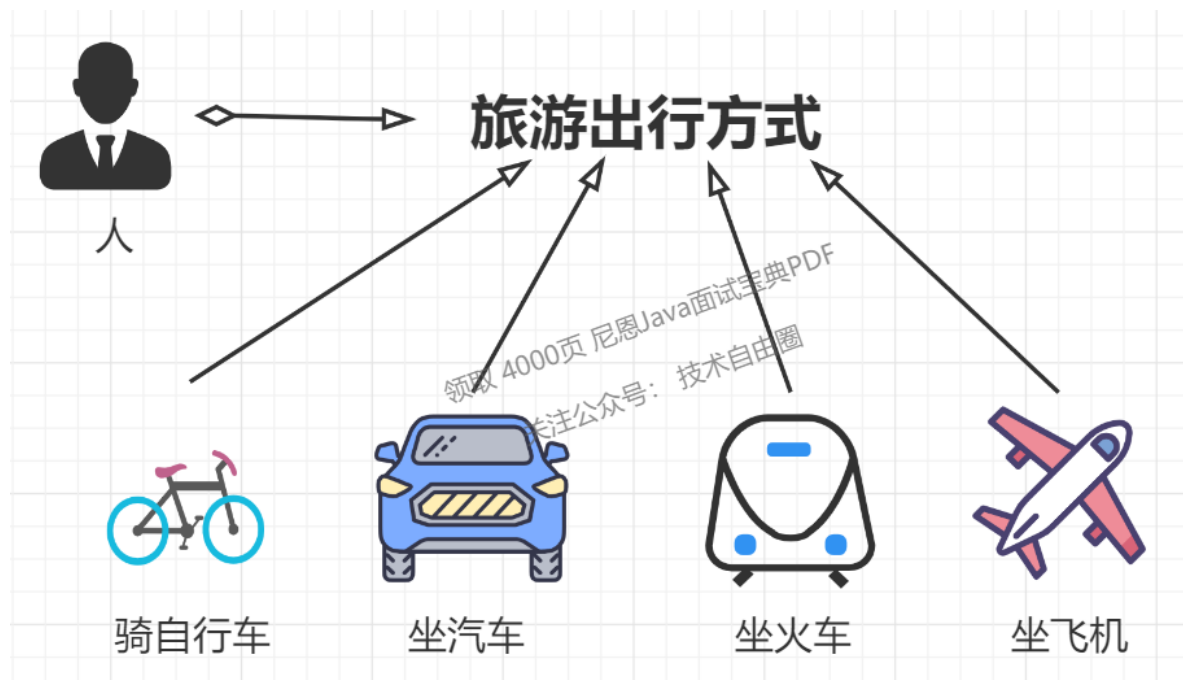 旅游出行方式
人
领取 4000页 尼恩Java面试宝典PDF
关注公众号： 技术自由圈
骑自行车
坐汽车
坐火车
坐飞机